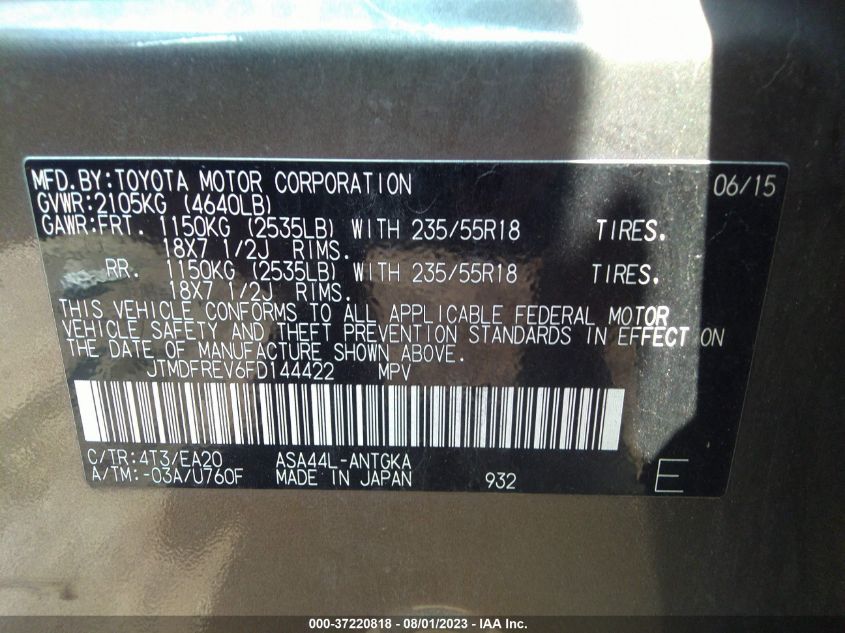 MFD.BY:TOYOTA MOTOR CORPORATION 06/15
GVWR:2105KG (4640LB)
GAWR:FRT. 1150KG (2535LB) WITH 235/55R18 TIRES.
18X7 1/2J RIMS.
RR. 1150KG (2535LB) WITH 235/55R18 TIRES.
18X7 1/2J RIMS.
THIS VEHICLE CONFORMS TO ALL APPLICABLE FEDERAL MOTOR
VEHICLE SAFETY AND THEFT PREVENTION STANDARDS IN EFFECT ON
THE DATE OF MANUFACTURE SHOWN ABOVE.
JTMDFREV6FD144422 MPV
C/TR:4T3/EA20 ASA44L-ANTGKA
A/TM:-03A/U760F MADE IN JAPAN 932 E
000-37220818 - 08/01/2023 - IAA Inc.